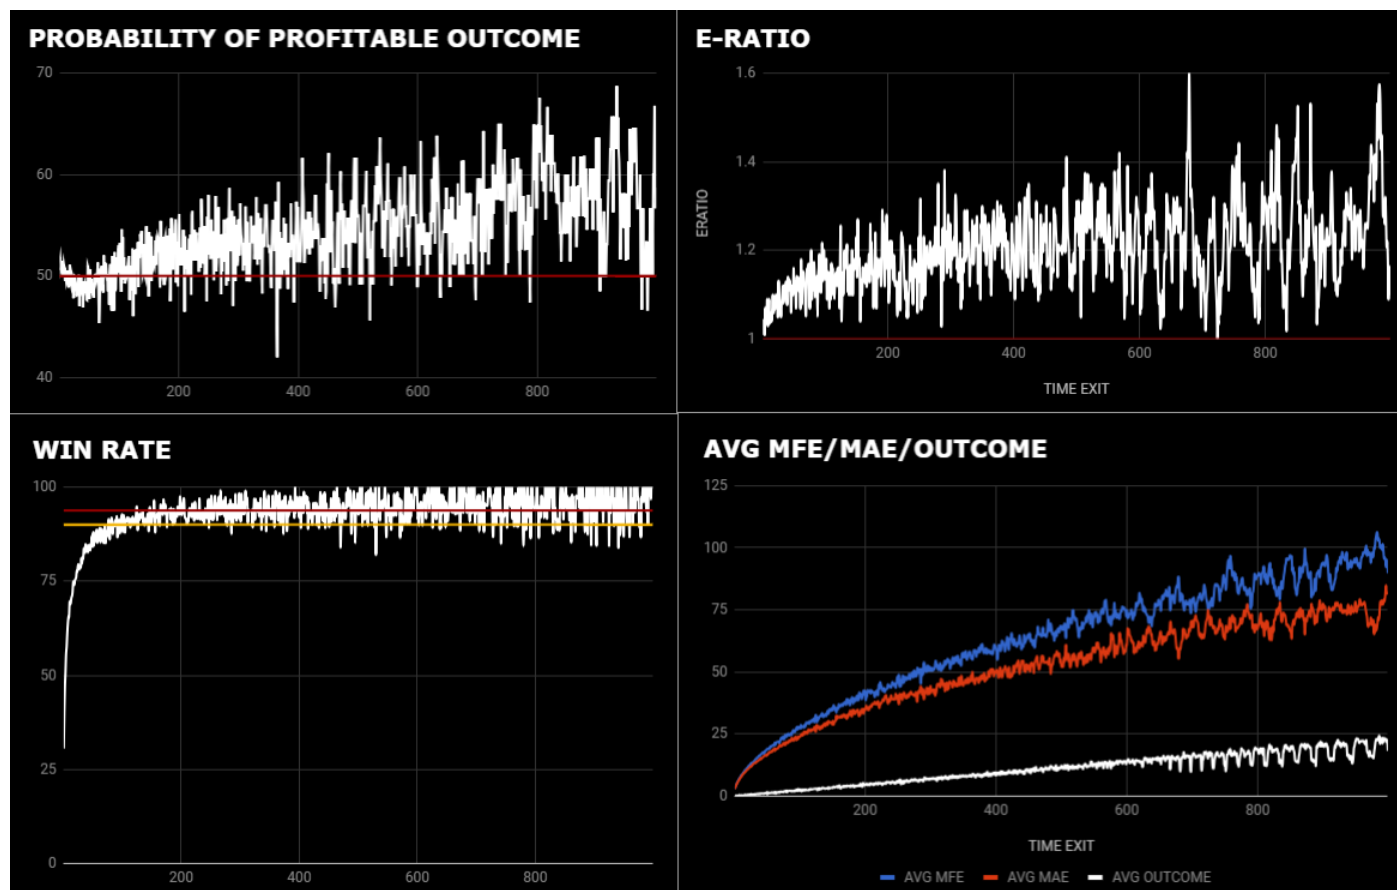 PROBABILITY OF PROFITABLE OUTCOME
70
60
50
40
200 400 600 800
E-RATIO
1.6
1.4
1.2
1
ERATIO
200 400 600 800
TIME EXIT
WIN RATE
100
75
50
25
0
200 400 600 800
AVG MFE/MAE/OUTCOME
125
100
75
50
25
0
200 400 600 800
TIME EXIT
AVG MFE AVG MAE AVG OUTCOME